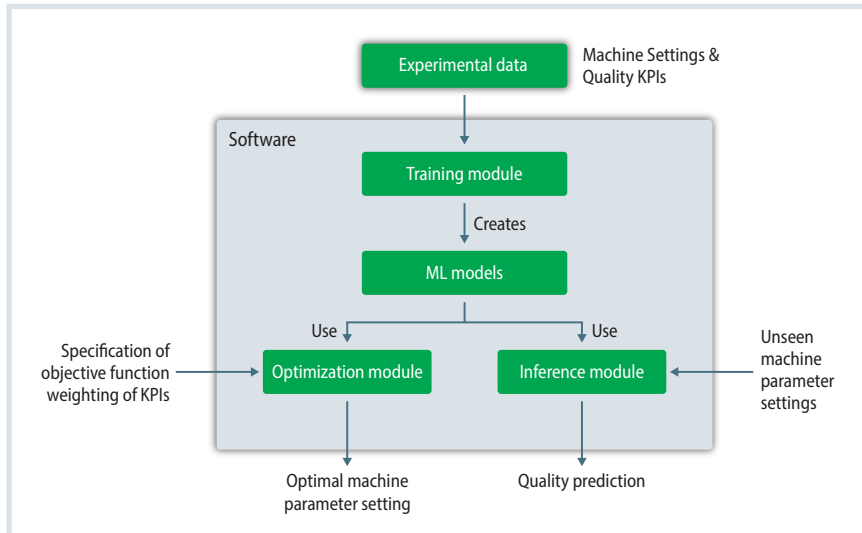 Experimental data
Machine Settings &
Quality KPIs
Software
Training module
Creates
ML models
Use
Use
Specification of
objective function
weighting of KPIs
Optimization module
Inference module
Unseen
machine
parameter
settings
Optimal machine
parameter setting
Quality prediction